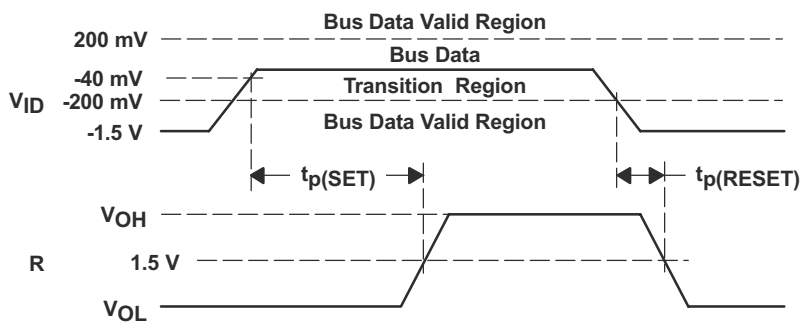 Bus Data Valid Region
200 mV
Bus Data
-40 mV
Transition Region
VID
-200 mV
Bus Data Valid Region
-1.5 V
tp(SET)
tp(RESET)
VOH
R
1.5 V
VOL